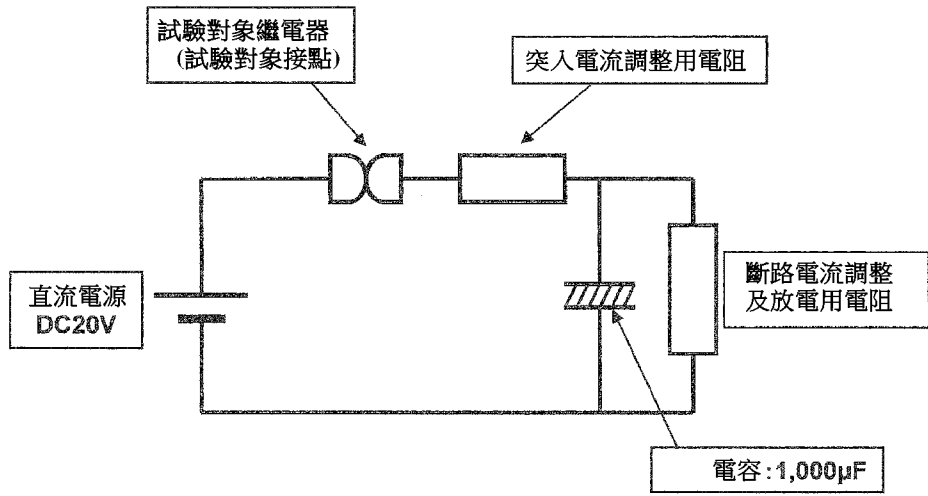 試驗對象繼電器
(試驗對象接點)
突入電流調整用電阻
直流電源
DC20V
斷路電流調整
及放電用電阻
電容:1,000μF